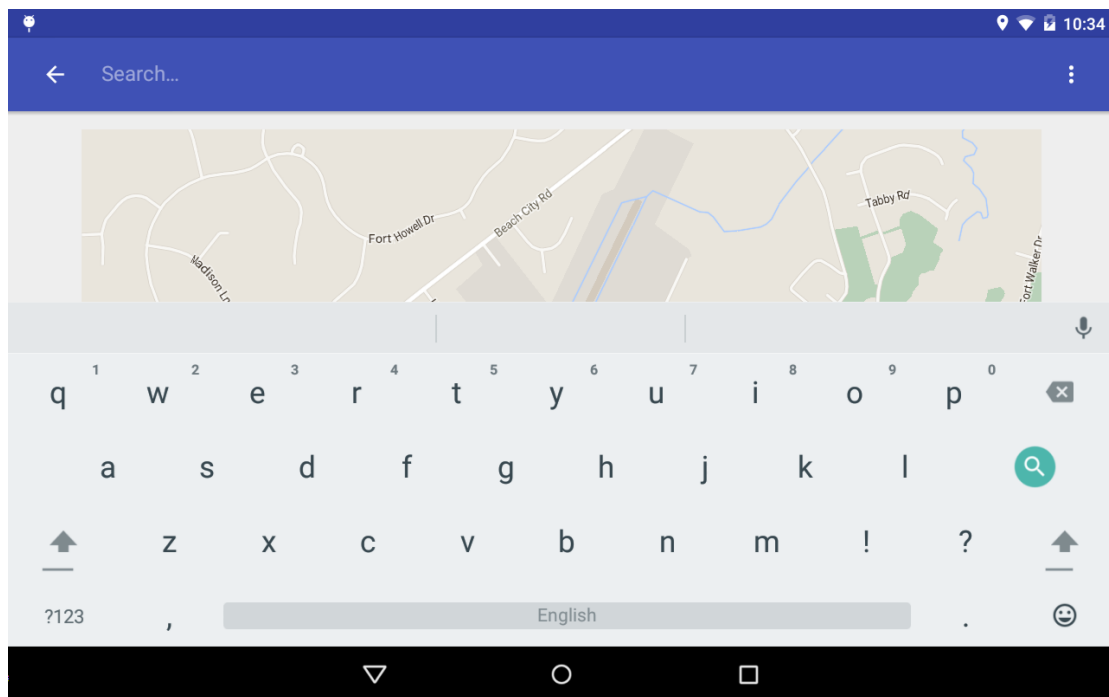 10:34
Search...
Tabby Rd
Beach City Rd
Fort Howell Dr
Madison Ln
Fort Walker Dr
1 2 3 4 5 6 7 8 9 0
q w e r t y u i o p
a s d f g h j k l
z x c v b n m ! ?
?123 , English .